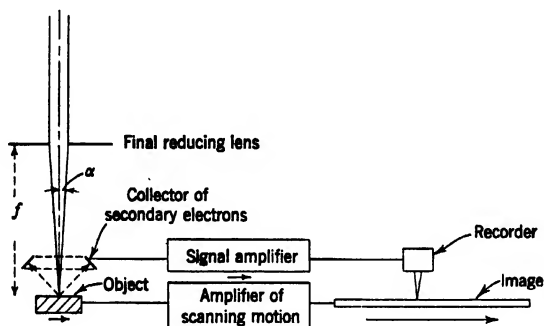 Final reducing lens
α
f
Collector of
secondary electrons
Signal amplifier
Recorder
Object
Amplifier of
scanning motion
Image